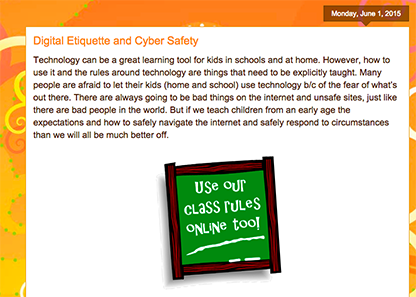 Monday, June 1, 2015
Digital Etiquette and Cyber Safety
Technology can be a great learning tool for kids in schools and at home. However, how to
use it and the rules around technology are things that need to be explicitly taught. Many
people are afraid to let their kids (home and school) use technology b/c of the fear of what's
out there. There are always going to be bad things on the internet and unsafe sites, just like
there are bad people in the world. But if we teach children from an early age the
expectations and how to safely navigate the internet and safely respond to circumstances
than we will all be much better off.
Use our
class rules
online too!